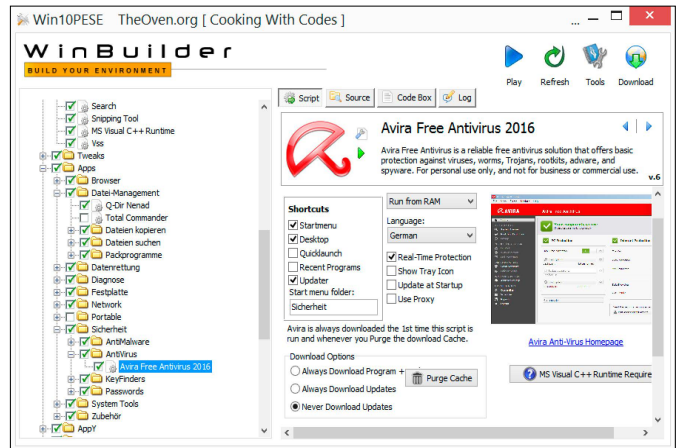 Win10PESE TheOven.org [ Cooking With Codes ]
WinBuilder
BUILD YOUR ENVIRONMENT
Play Refresh Tools Download
Script Source Code Box Log
Search
Snipping Tool
MS Visual C++ Runtime
Vss
Tweaks
Apps
Browser
Datei-Management
Q-Dir Nenad
Total Commander
Dateien kopieren
Dateien suchen
Packprogramme
Datenrettung
Diagnose
Festplatte
Network
Portable
Sicherheit
AntiMalware
AntiVirus
Avira Free Antivirus 2016
KeyFinders
Passwords
System Tools
Zubehör
AppY
Avira Free Antivirus 2016
Avira Free Antivirus is a reliable free antivirus solution that offers basic
protection against viruses, worms, Trojans, rootkits, adware, and
spyware. For personal use only, and not for business or commercial use.
v.6
Shortcuts
Startmenu
Desktop
Quicklaunch
Recent Programs
Updater
Start menu folder:
Sicherheit
Run from RAM
Language:
German
Real-Time Protection
Show Tray Icon
Update at Startup
Use Proxy
AVIRA
Avira is always downloaded the 1st time this script is
run and whenever you Purge the download Cache.
Download Options
Always Download Program +
Always Download Updates
Never Download Updates
Purge Cache
Avira Anti-Virus Homepage
MS Visual C++ Runtime Require